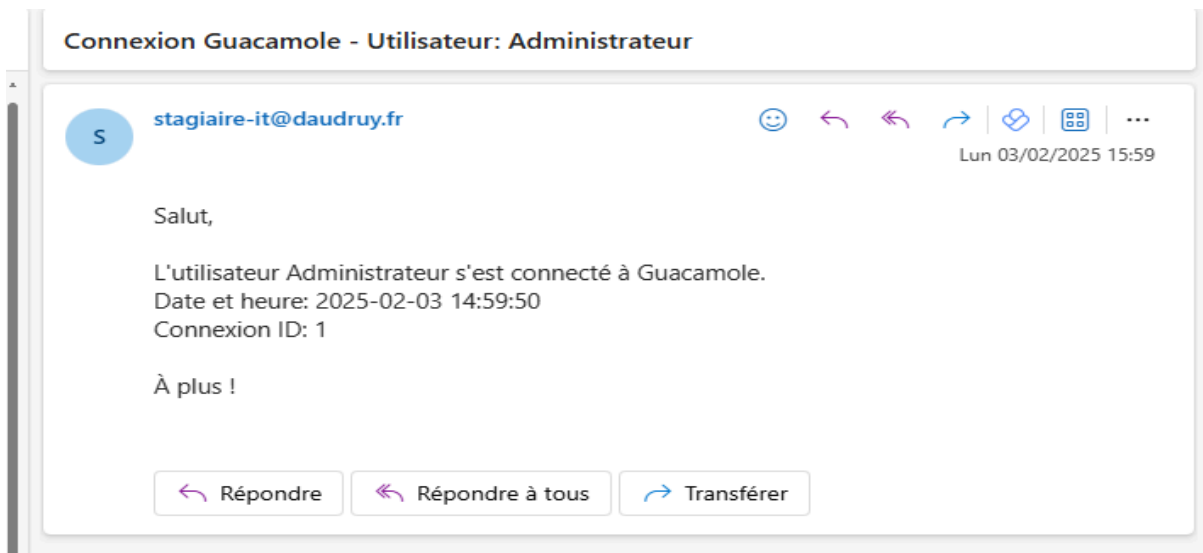 Connexion Guacamole - Utilisateur: Administrateur
S
stagiaire-it@daudruy.fr
Lun 03/02/2025 15:59
Salut,
L'utilisateur Administrateur s'est connecté à Guacamole.
Date et heure: 2025-02-03 14:59:50
Connexion ID: 1
À plus !
Répondre
Répondre à tous
Transférer